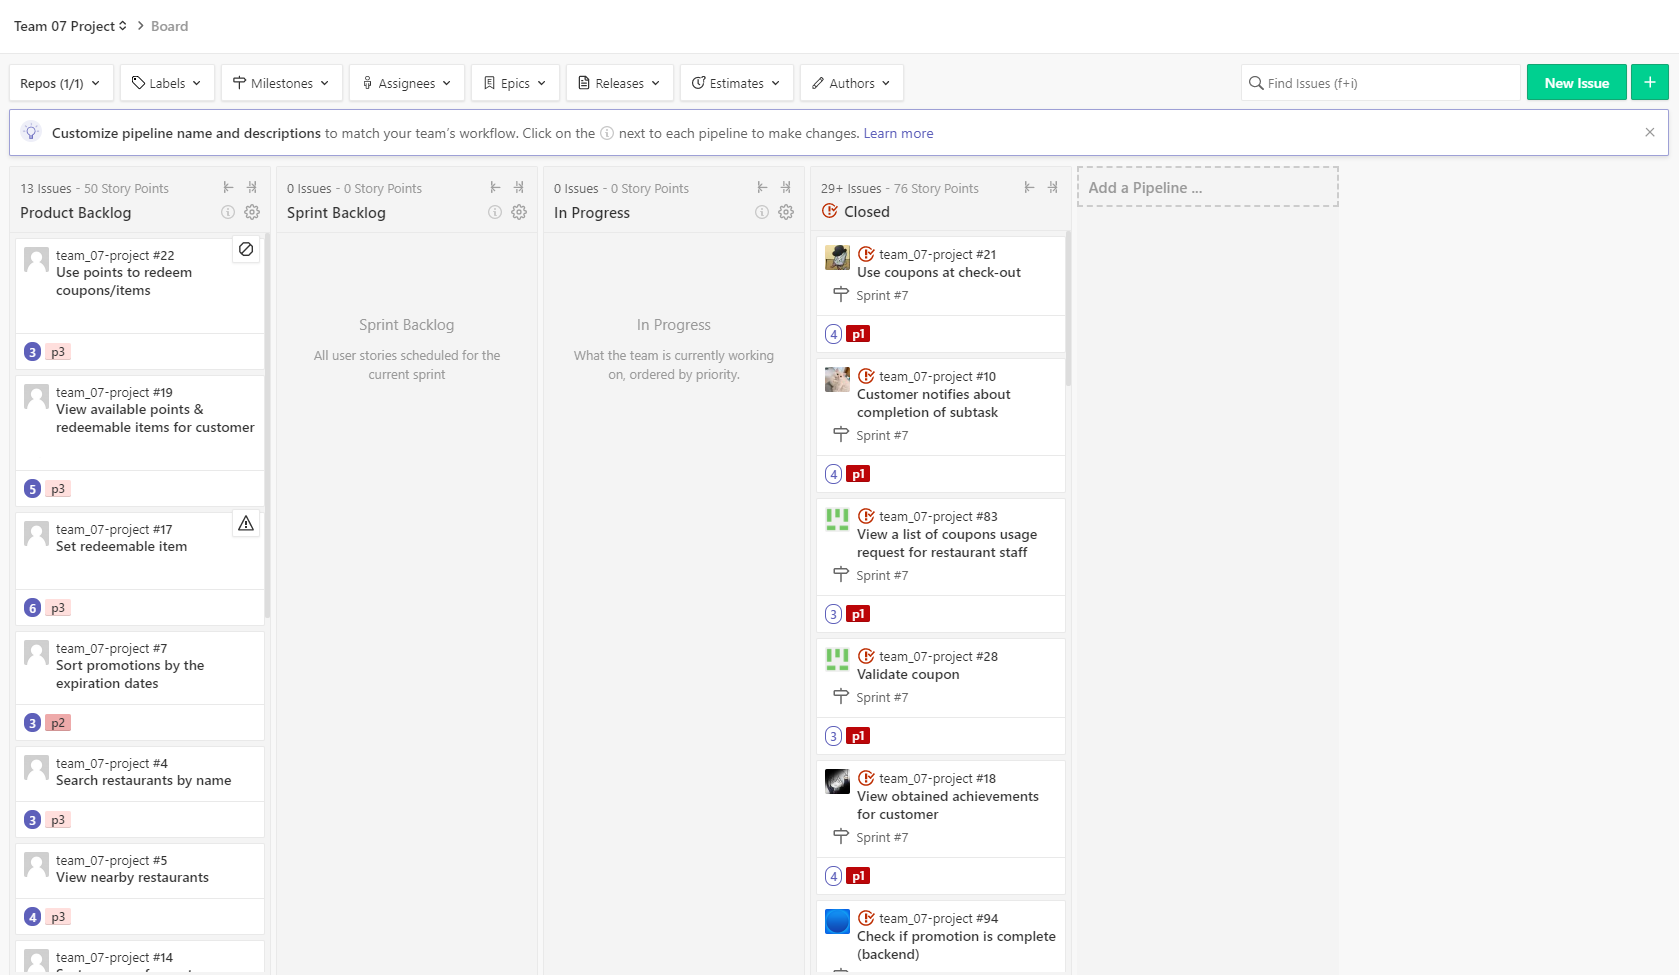 Team 07 Project
Board
Repos (1/1)
Labels
Milestones
Assignees
Epics
Releases
Estimates
Authors
Find Issues (f+i)
New Issue
+
Customize pipeline name and descriptions to match your team's workflow. Click on the ⓘ next to each pipeline to make changes. Learn more
13 Issues - 50 Story Points
Product Backlog
team_07-project #22
Use points to redeem
coupons/items
3 p3
team_07-project #19
View available points &
redeemable items for customer
5 p3
team_07-project #17
Set redeemable item
6 p3
team_07-project #7
Sort promotions by the
expiration dates
3 p2
team_07-project #4
Search restaurants by name
3 p3
team_07-project #5
View nearby restaurants
4 p3
team_07-project #14
0 Issues - 0 Story Points
Sprint Backlog
Sprint Backlog
All user stories scheduled for the
current sprint
0 Issues - 0 Story Points
In Progress
In Progress
What the team is currently working
on, ordered by priority.
29+ Issues - 76 Story Points
Closed
team_07-project #21
Use coupons at check-out
Sprint #7
4 p1
team_07-project #10
Customer notifies about
completion of subtask
Sprint #7
4 p1
team_07-project #83
View a list of coupons usage
request for restaurant staff
Sprint #7
3 p1
team_07-project #28
Validate coupon
Sprint #7
3 p1
team_07-project #18
View obtained achievements
for customer
Sprint #7
4 p1
team_07-project #94
Check if promotion is complete
(backend)
Add a Pipeline ...